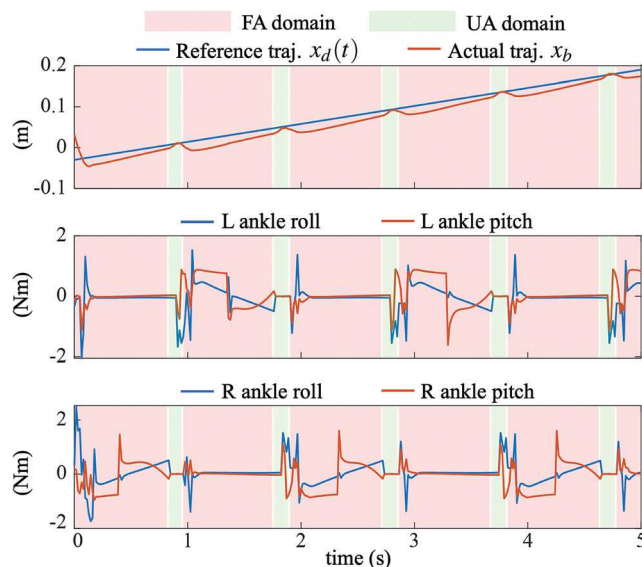 FA domain UA domain
Reference traj. x_d(t) Actual traj. x_b
0.2
0.1
0
-0.1
(m)
L ankle roll L ankle pitch
2
0
-2
(Nm)
R ankle roll R ankle pitch
2
0
-2
(Nm)
0 1 2 3 4 5
time (s)